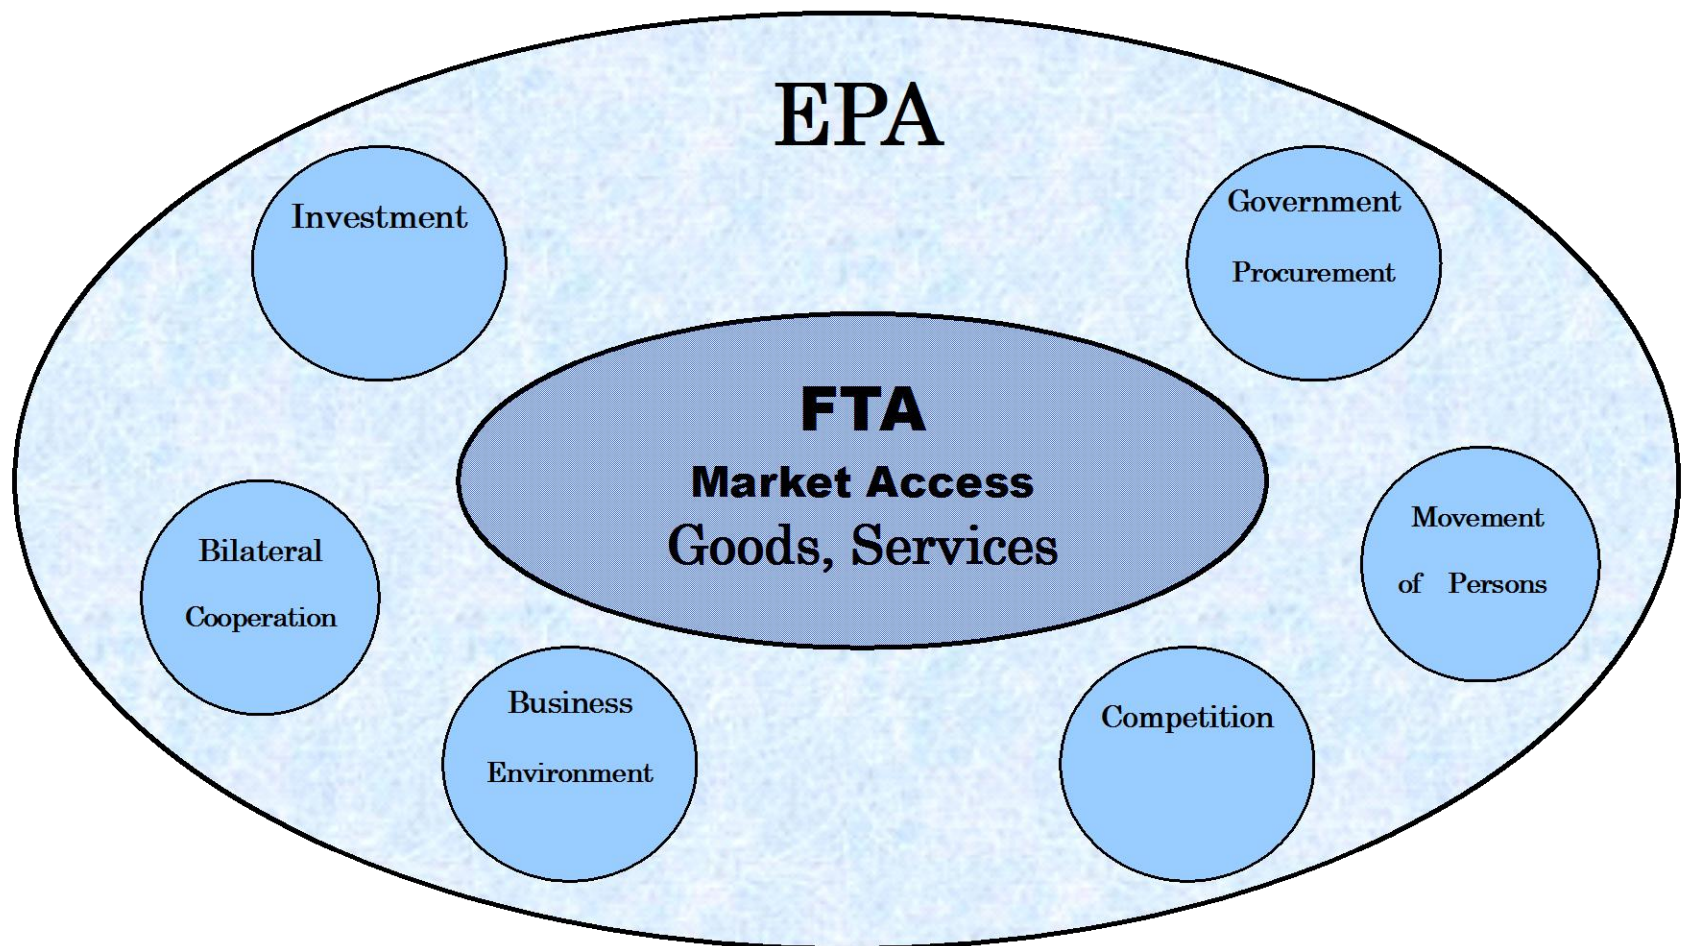 EPA
Investment
Government
Procurement
FTA
Market Access
Goods, Services
Bilateral
Cooperation
Movement
of Persons
Business
Environment
Competition